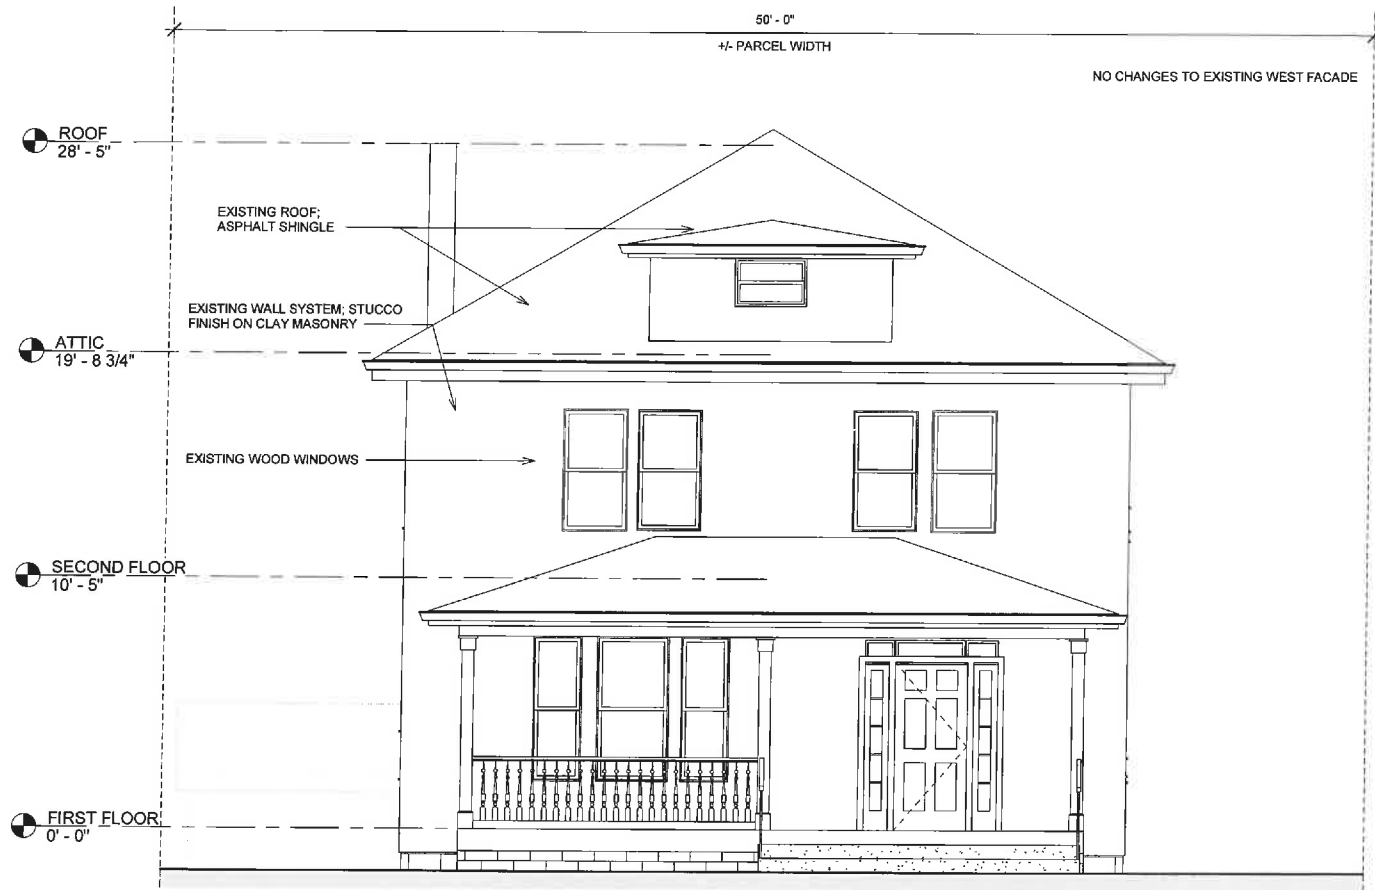 50' - 0"
+/- PARCEL WIDTH
NO CHANGES TO EXISTING WEST FACADE
ROOF
28' - 5"
EXISTING ROOF;
ASPHALT SHINGLE
EXISTING WALL SYSTEM; STUCCO
FINISH ON CLAY MASONRY
ATTIC
19' - 8 3/4"
EXISTING WOOD WINDOWS
SECOND FLOOR
10' - 5"
FIRST FLOOR
0' - 0"